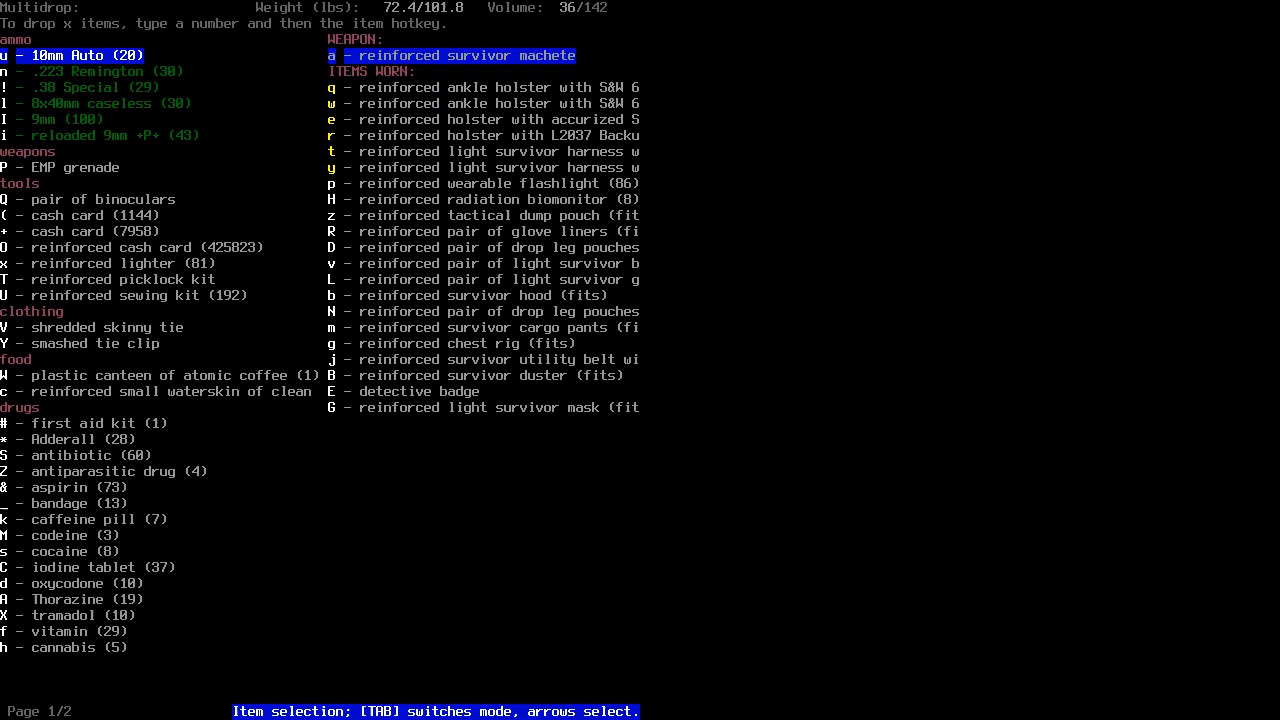 Multidrop: Weight (lbs): 72.4/101.8 Volume: 36/142
To drop x items, type a number and then the item hotkey.
ammo
u - 10mm Auto (20)
n - .223 Remington (30)
! - .38 Special (29)
l - 8x40mm caseless (30)
I - 9mm (100)
i - reloaded 9mm +P+ (43)
weapons
P - EMP grenade
tools
Q - pair of binoculars
( - cash card (1144)
+ - cash card (7958)
O - reinforced cash card (425823)
x - reinforced lighter (81)
T - reinforced picklock kit
U - reinforced sewing kit (192)
clothing
V - shredded skinny tie
Y - smashed tie clip
food
W - plastic canteen of atomic coffee (1)
c - reinforced small waterskin of clean
drugs
# - first aid kit (1)
* - Adderall (28)
S - antibiotic (60)
Z - antiparasitic drug (4)
& - aspirin (73)
_ - bandage (13)
k - caffeine pill (7)
M - codeine (3)
s - cocaine (8)
C - iodine tablet (37)
d - oxycodone (10)
A - Thorazine (19)
X - tramadol (10)
f - vitamin (29)
h - cannabis (5)
WEAPON:
a - reinforced survivor machete
ITEMS WORN:
q - reinforced ankle holster with S&W 6
w - reinforced ankle holster with S&W 6
e - reinforced holster with accurized S
r - reinforced holster with L2037 Backu
t - reinforced light survivor harness w
y - reinforced light survivor harness w
p - reinforced wearable flashlight (86)
H - reinforced radiation biomonitor (8)
z - reinforced tactical dump pouch (fit
R - reinforced pair of glove liners (fi
D - reinforced pair of drop leg pouches
v - reinforced pair of light survivor b
L - reinforced pair of light survivor g
b - reinforced survivor hood (fits)
N - reinforced pair of drop leg pouches
m - reinforced survivor cargo pants (fi
g - reinforced chest rig (fits)
j - reinforced survivor utility belt wi
B - reinforced survivor duster (fits)
E - detective badge
G - reinforced light survivor mask (fit
Page 1/2 Item selection; [TAB] switches mode, arrows select.